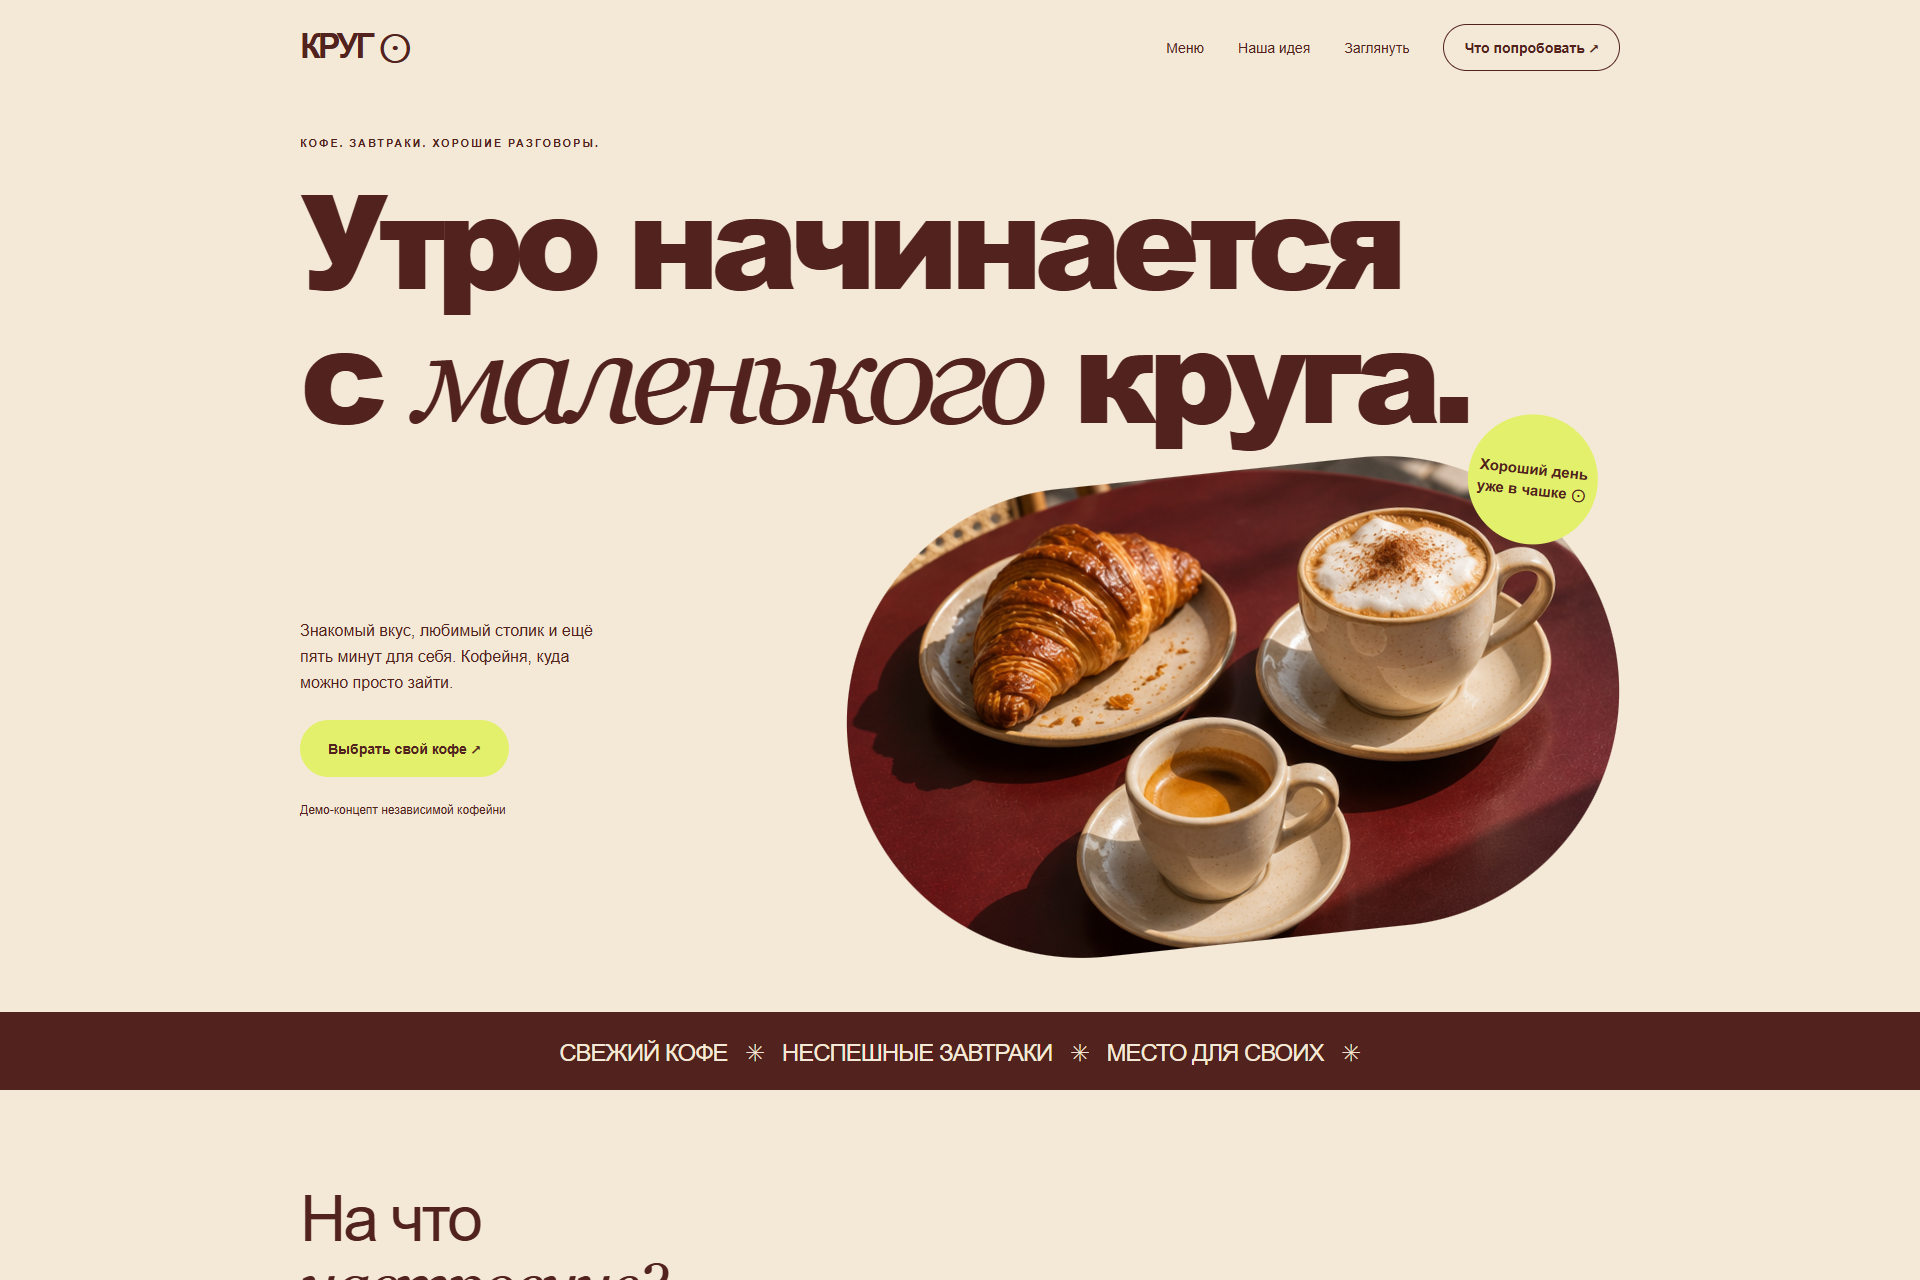 КРУГ
Меню
Наша идея
Заглянуть
Что попробовать ↗
КОФЕ. ЗАВТРАКИ. ХОРОШИЕ РАЗГОВОРЫ.
Утро начинается
с маленького круга.
Хороший день
уже в чашке
Знакомый вкус, любимый столик и ещё
пять минут для себя. Кофейня, куда
можно просто зайти.
Выбрать свой кофе ↗
Демо-концепт независимой кофейни
СВЕЖИЙ КОФЕ ✳ НЕСПЕШНЫЕ ЗАВТРАКИ ✳ МЕСТО ДЛЯ СВОИХ ✳
На что